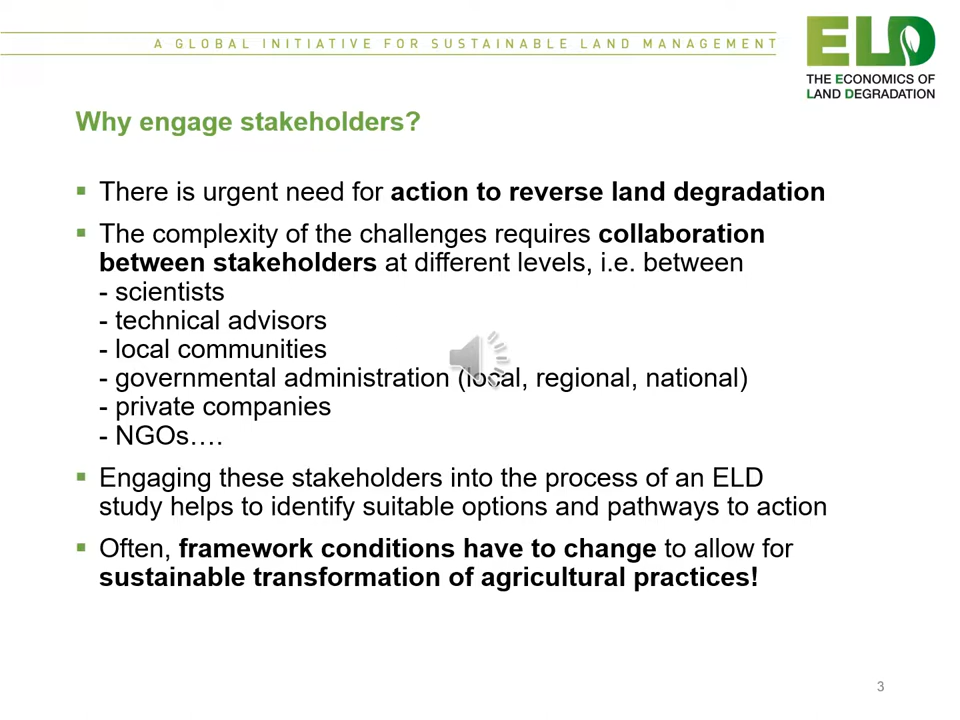 A GLOBAL INITIATIVE FOR SUSTAINABLE LAND MANAGEMENT
ELD
THE ECONOMICS OF
LAND DEGRADATION
Why engage stakeholders?
▪ There is urgent need for action to reverse land degradation
▪ The complexity of the challenges requires collaboration
between stakeholders at different levels, i.e. between
- scientists
- technical advisors
- local communities
- governmental administration (local, regional, national)
- private companies
- NGOs….
▪ Engaging these stakeholders into the process of an ELD
study helps to identify suitable options and pathways to action
▪ Often, framework conditions have to change to allow for
sustainable transformation of agricultural practices!
3